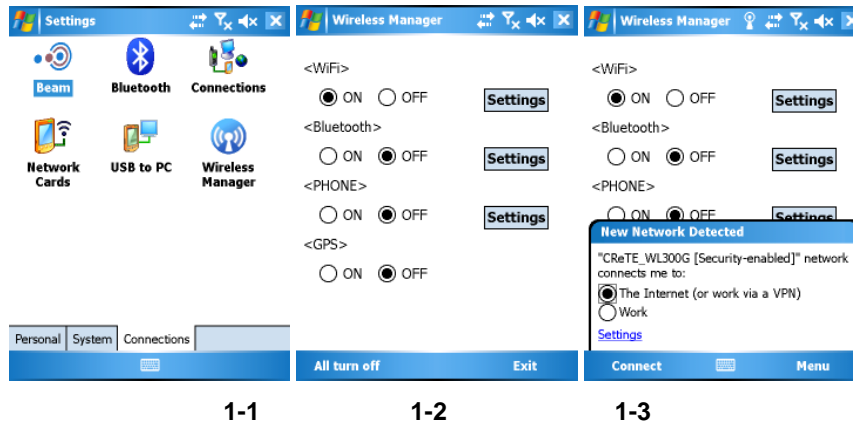 Settings
Beam
Bluetooth
Connections
Network
Cards
USB to PC
Wireless
Manager
Personal System Connections
Wireless Manager
<WiFi>
ON OFF Settings
<Bluetooth>
ON OFF Settings
<PHONE>
ON OFF Settings
<GPS>
ON OFF
All turn off Exit
Wireless Manager
<WiFi>
ON OFF Settings
<Bluetooth>
ON OFF Settings
<PHONE>
ON OFF Settings
New Network Detected
"CReTE_WL300G [Security-enabled]" network
connects me to:
The Internet (or work via a VPN)
Work
Settings
Connect Menu
1-1 1-2 1-3